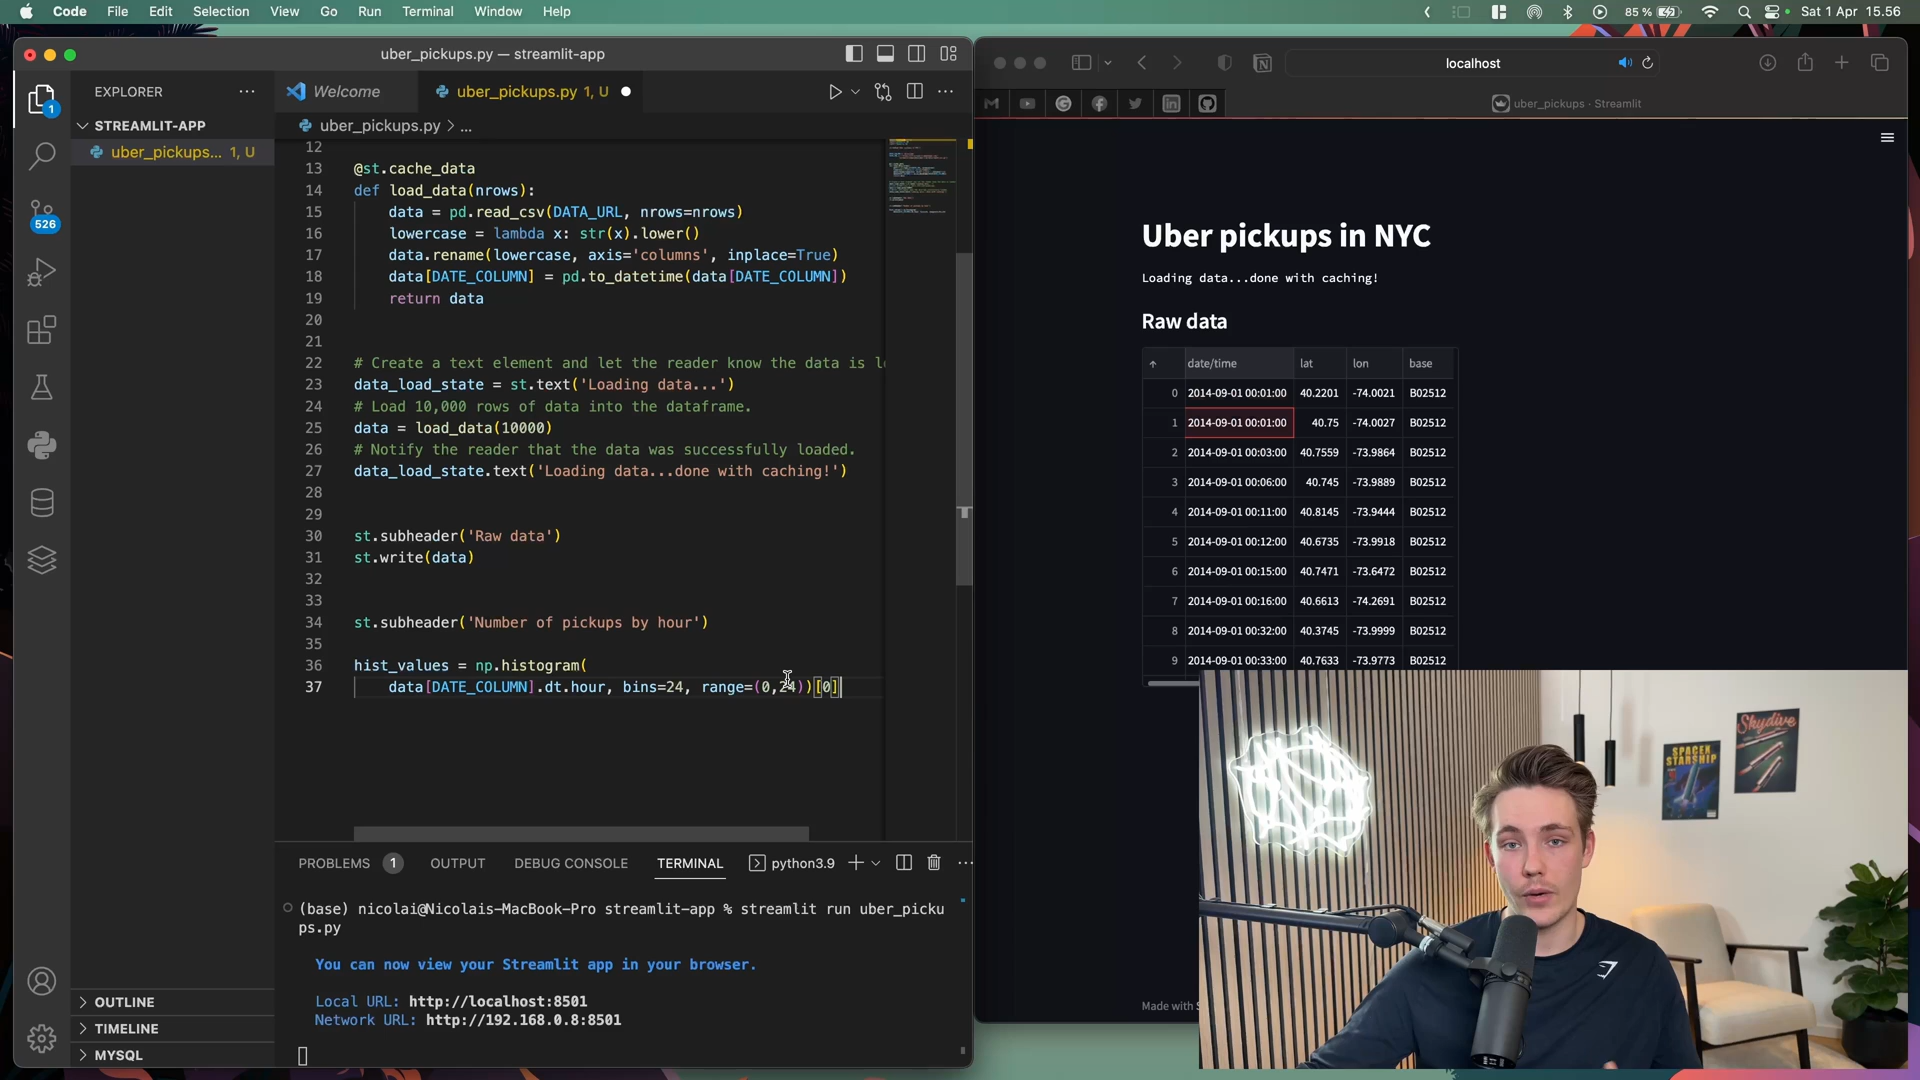 Code File Edit Selection View Go Run Terminal Window Help
85 % Sat 1 Apr 15.56
uber_pickups.py — streamlit-app
EXPLORER
Welcome
uber_pickups.py 1, U
STREAMLIT-APP
uber_pickups... 1, U
uber_pickups.py > ...
1
526
12
13 @st.cache_data
14 def load_data(nrows):
15 data = pd.read_csv(DATA_URL, nrows=nrows)
16 lowercase = lambda x: str(x).lower()
17 data.rename(lowercase, axis='columns', inplace=True)
18 data[DATE_COLUMN] = pd.to_datetime(data[DATE_COLUMN])
19 return data
20
21
22 # Create a text element and let the reader know the data is l
23 data_load_state = st.text('Loading data...')
24 # Load 10,000 rows of data into the dataframe.
25 data = load_data(10000)
26 # Notify the reader that the data was successfully loaded.
27 data_load_state.text('Loading data...done with caching!')
28
29
30 st.subheader('Raw data')
31 st.write(data)
32
33
34 st.subheader('Number of pickups by hour')
35
36 hist_values = np.histogram(
37 data[DATE_COLUMN].dt.hour, bins=24, range=(0,24))[0]
PROBLEMS 1 OUTPUT DEBUG CONSOLE TERMINAL python3.9
(base) nicolai@Nicolais-MacBook-Pro streamlit-app % streamlit run uber_picku
ps.py
You can now view your Streamlit app in your browser.
Local URL: http://localhost:8501
Network URL: http://192.168.0.8:8501
OUTLINE
TIMELINE
MYSQL
localhost
uber_pickups · Streamlit
Uber pickups in NYC
Loading data...done with caching!
Raw data
date/time lat lon base
0 2014-09-01 00:01:00 40.2201 -74.0021 B02512
1 2014-09-01 00:01:00 40.75 -74.0027 B02512
2 2014-09-01 00:03:00 40.7559 -73.9864 B02512
3 2014-09-01 00:06:00 40.745 -73.9889 B02512
4 2014-09-01 00:11:00 40.8145 -73.9444 B02512
5 2014-09-01 00:12:00 40.6735 -73.9918 B02512
6 2014-09-01 00:15:00 40.7471 -73.6472 B02512
7 2014-09-01 00:16:00 40.6613 -74.2691 B02512
8 2014-09-01 00:32:00 40.3745 -73.9999 B02512
9 2014-09-01 00:33:00 40.7633 -73.9773 B02512
Made with S
SPACEX
STARSHIP
Skydive